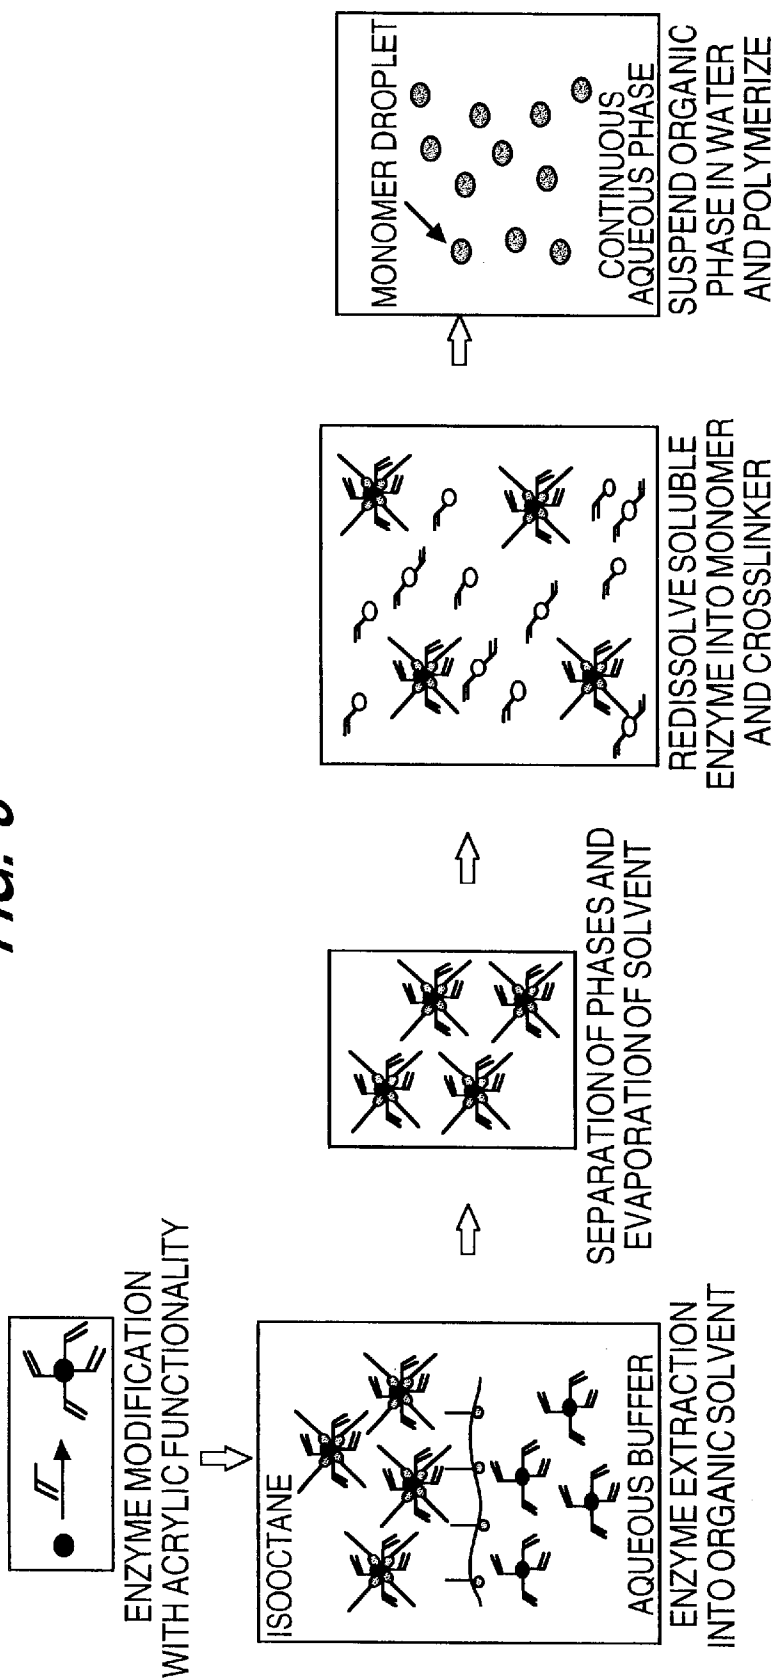 FIG. 6
ENZYME MODIFICATION
WITH ACRYLIC FUNCTIONALITY
ISOOCTANE
AQUEOUS BUFFER
ENZYME EXTRACTION
INTO ORGANIC SOLVENT
SEPARATION OF PHASES AND
EVAPORATION OF SOLVENT
REDISSOLVE SOLUBLE
ENZYME INTO MONOMER
AND CROSSLINKER
MONOMER DROPLET
CONTINUOUS
AQUEOUS PHASE
SUSPEND ORGANIC
PHASE IN WATER
AND POLYMERIZE